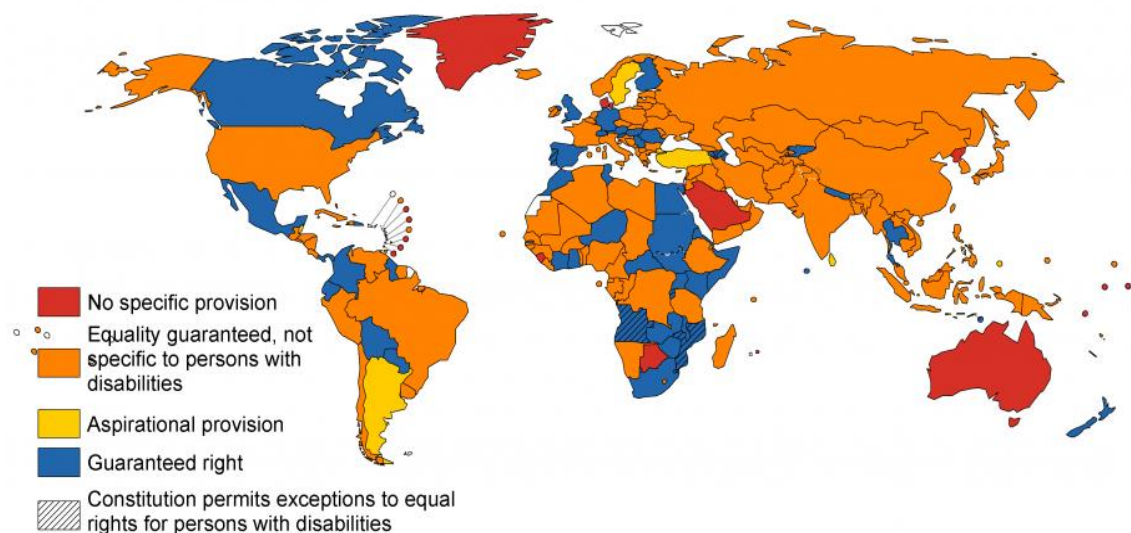 No specific provision
Equality guaranteed, not
specific to persons with
disabilities
Aspirational provision
Guaranteed right
Constitution permits exceptions to equal
rights for persons with disabilities